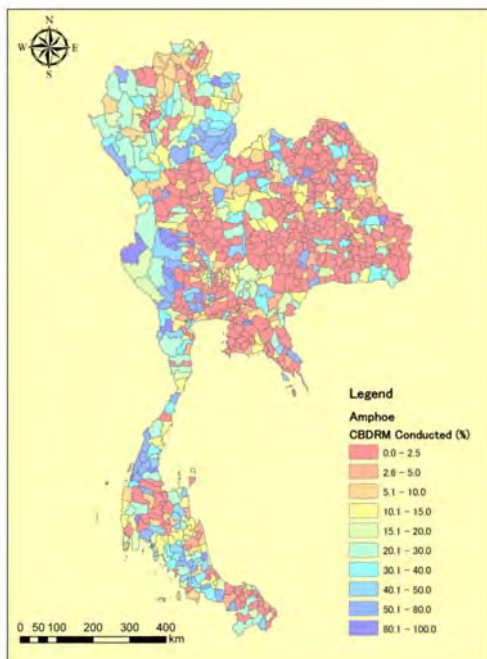 N
W E
S
Legend
Amphoe
CBDRM Conducted (%)
0.0 - 2.5
2.6 - 5.0
5.1 - 10.0
10.1 - 15.0
15.1 - 20.0
20.1 - 30.0
30.1 - 40.0
40.1 - 50.0
50.1 - 80.0
80.1 - 100.0
0 50 100 200 300 400
km